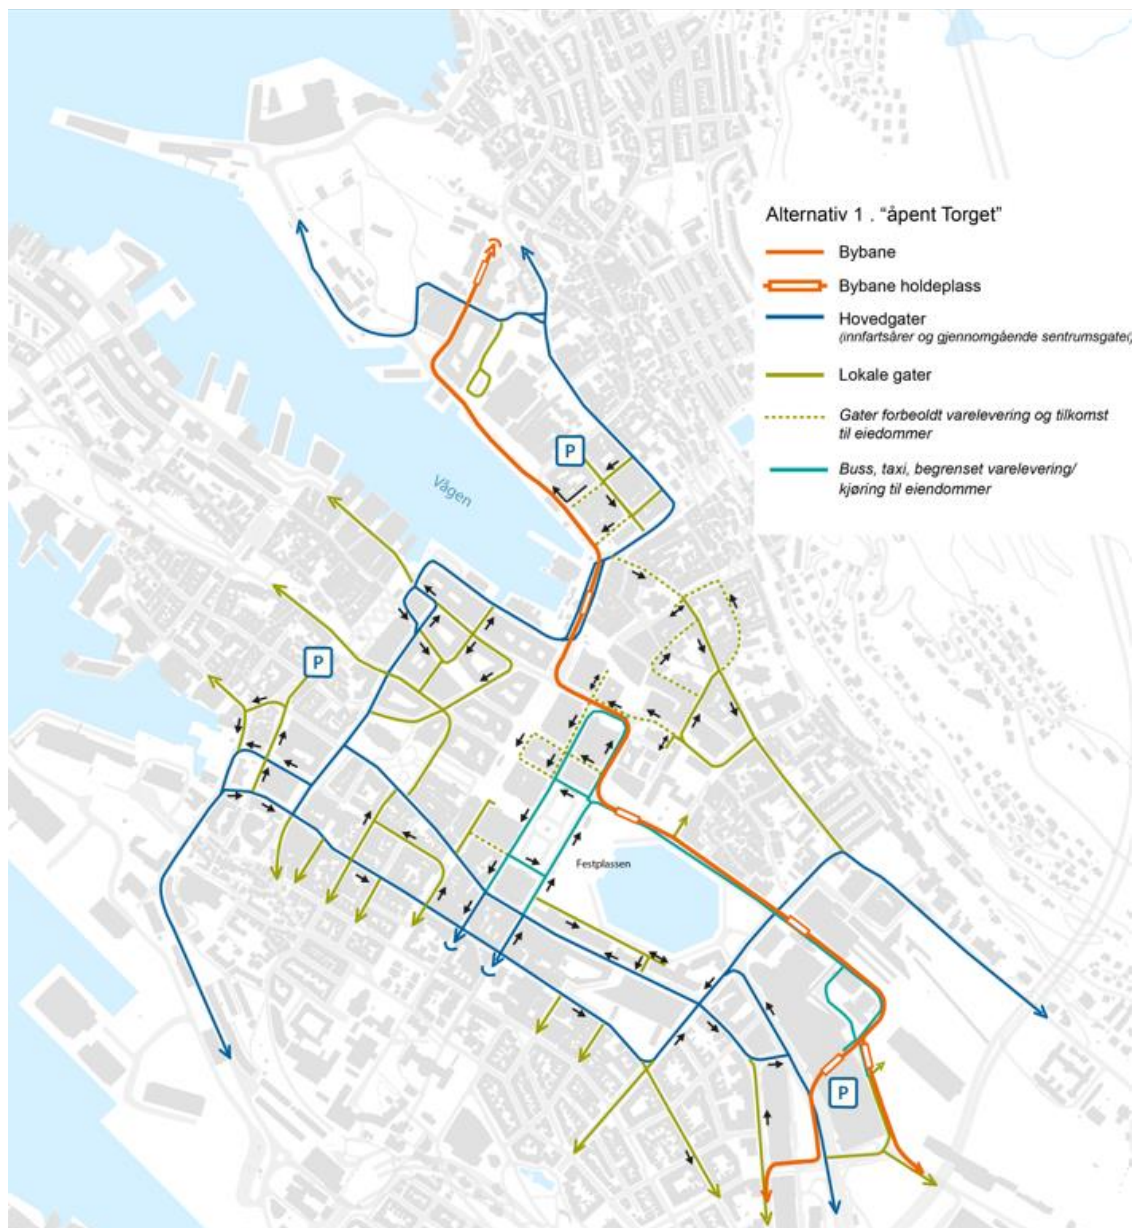 Alternativ 1 . “åpent Torget”
Bybane
Bybane holdeplass
Hovedgater
(innfartsårer og gjennomgående sentrumsgater)
Lokale gater
Gater forbeoldt varelevering og tilkomst
til eiedommer
Buss, taxi, begrenset varelevering/
kjøring til eiendommer
P
Vågen
P
Festplassen
P